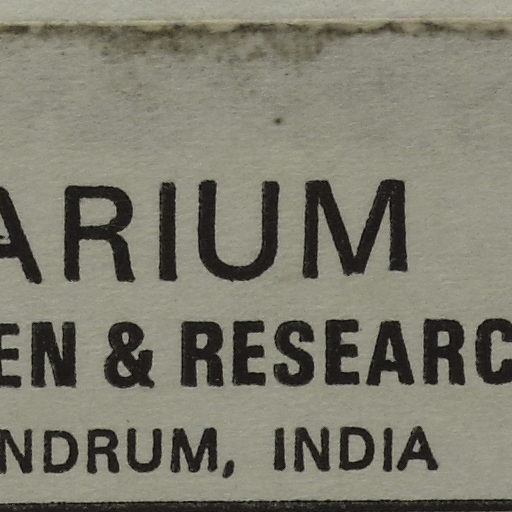 ARIUM
EN & RESEARC
NDRUM, INDIA